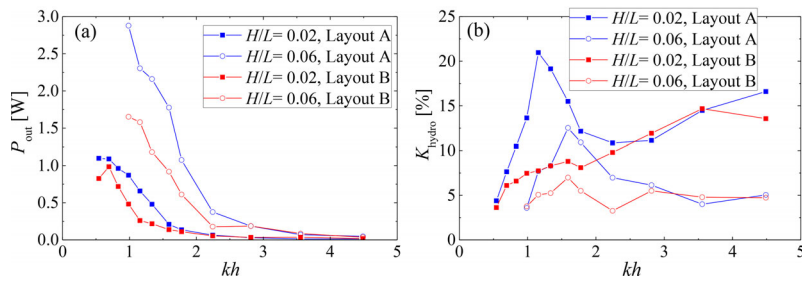 (a)
H/L= 0.02, Layout A
H/L= 0.06, Layout A
H/L= 0.02, Layout B
H/L= 0.06, Layout B
P_out [W]
3.0
2.5
2.0
1.5
1.0
0.5
0.0
0 1 2 3 4 5
kh
(b)
H/L= 0.02, Layout A
H/L= 0.06, Layout A
H/L= 0.02, Layout B
H/L= 0.06, Layout B
K_hydro [%]
25
20
15
10
5
0
0 1 2 3 4 5
kh